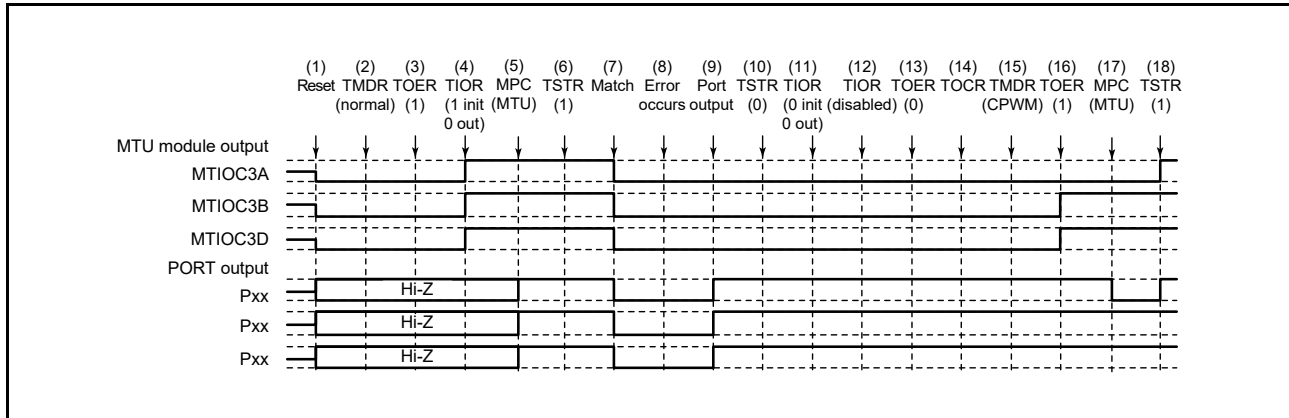 (1) (2) (3) (4) (5) (6) (7) (8) (9) (10) (11) (12) (13) (14) (15) (16) (17) (18)
Reset TMDR TOER TIOR MPC TSTR Match Error Port TSTR TIOR TIOR TOER TOCR TMDR TOER MPC TSTR
(normal) (1) (1 init (MTU) (1) occurs output (0) (0 init (disabled) (0) (CPWM) (1) (MTU) (1)
0 out) 0 out)
MTU module output
MTIOC3A
MTIOC3B
MTIOC3D
PORT output
Pxx Hi-Z
Pxx Hi-Z
Pxx Hi-Z